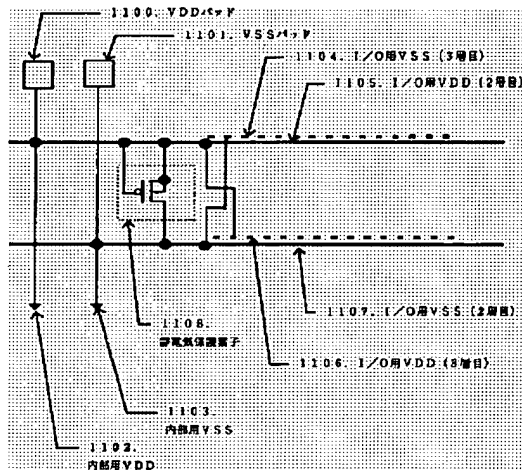 1100. VDDパッド
1101. VSSパッド
1104. I/O用VSS (3層目)
1105. I/O用VDD (2層目)
1107. I/O用VSS (2層目)
1108.
静電気保護素子
1106. I/O用VDD (3層目)
1103.
内部用VSS
1102.
内部用VDD